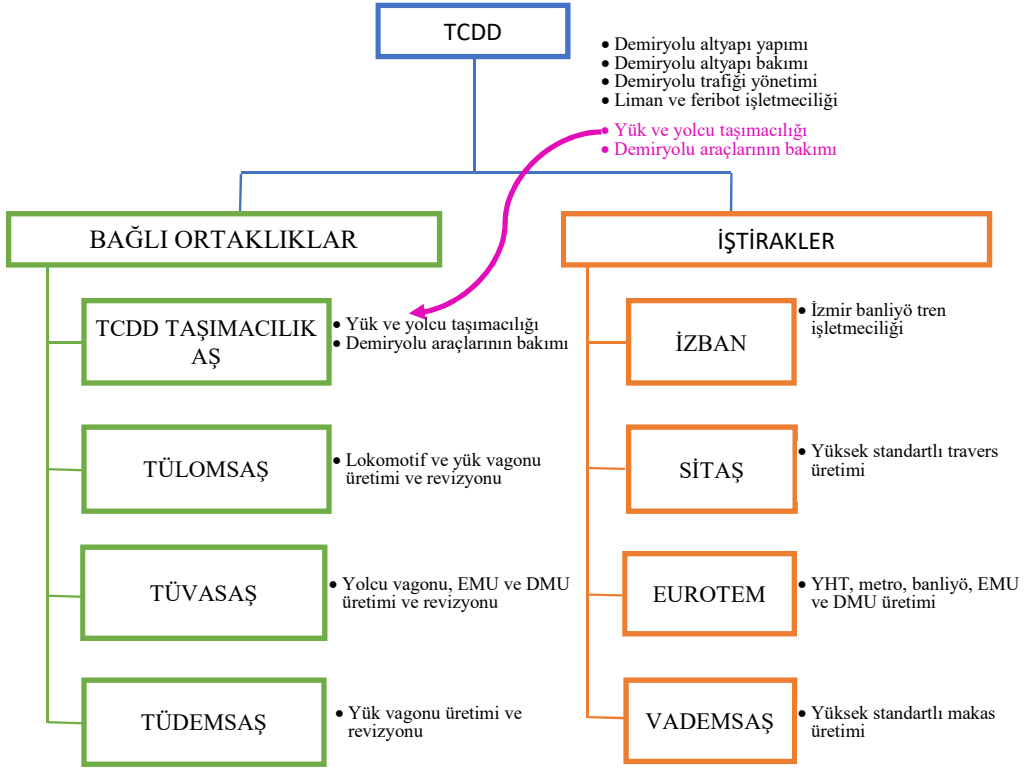 TCDD
• Demiryolu altyapı yapımı
• Demiryolu altyapı bakımı
• Demiryolu trafiği yönetimi
• Liman ve feribot işletmeciliği
• Yük ve yolcu taşımacılığı
• Demiryolu araçlarının bakımı
BAĞLI ORTAKLIKLAR
TCDD TAŞIMACILIK
AŞ
• Yük ve yolcu taşımacılığı
• Demiryolu araçlarının bakımı
TÜLOMSAŞ
• Lokomotif ve yük vagonu
üretimi ve revizyonu
TÜVASAŞ
• Yolcu vagonu, EMU ve DMU
üretimi ve revizyonu
TÜDEMSAŞ
• Yük vagonu üretimi ve
revizyonu
İŞTİRAKLER
İZBAN
• İzmir banliyö tren
işletmeciliği
SİTAŞ
• Yüksek standartlı travers
üretimi
EUROTEM
• YHT, metro, banliyö, EMU
ve DMU üretimi
VADEMSAŞ
• Yüksek standartlı makas
üretimi